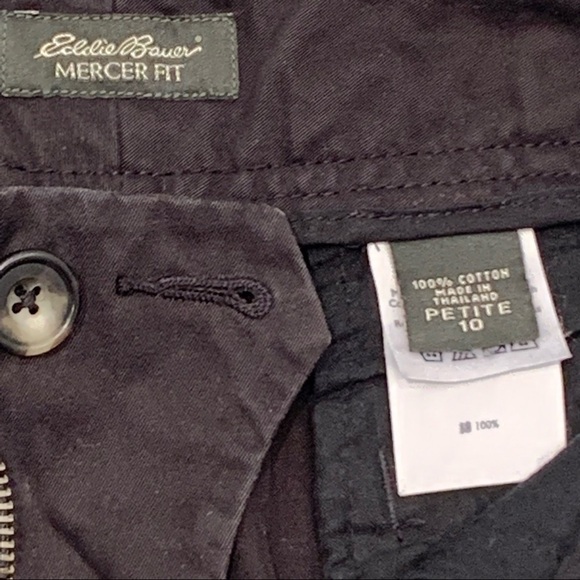 Eddie Bauer
MERCER FIT
100% COTTON
MADE IN
THAILAND
PETITE
10
100%